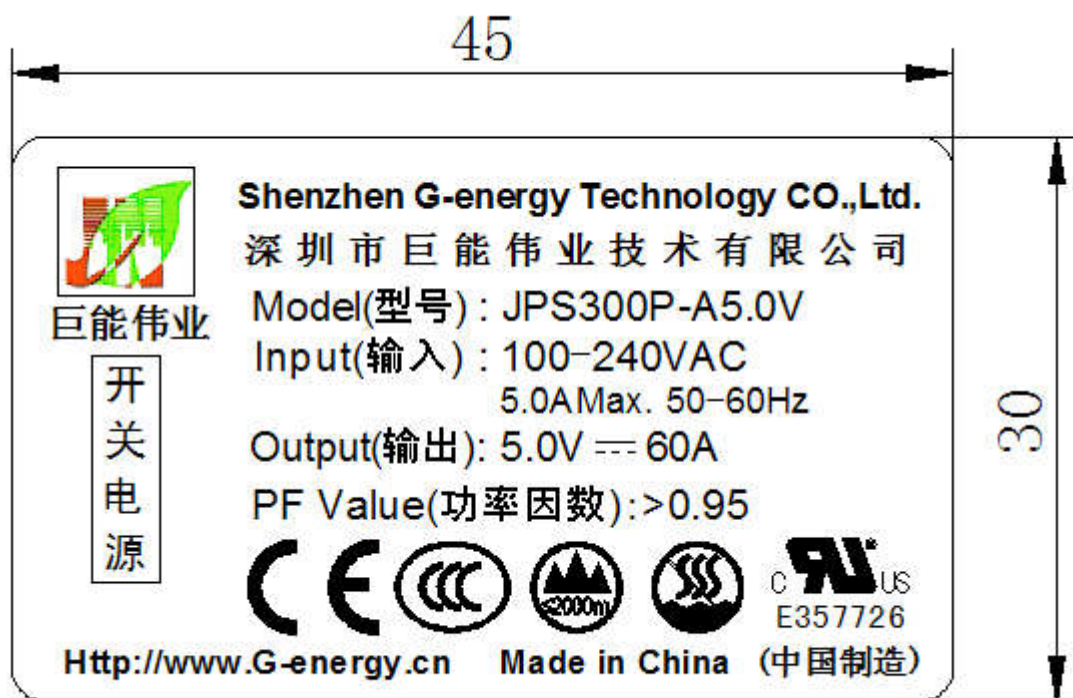 45
Shenzhen G-energy Technology CO.,Ltd.
深圳市巨能伟业技术有限公司
巨能伟业
开关电源
Model(型号) : JPS300P-A5.0V
Input(输入) : 100-240VAC
5.0AMax. 50-60Hz
Output(输出): 5.0V ⎓ 60A
PF Value(功率因数):>0.95
CE CCC ≤2000m c RU US
E357726
Http://www.G-energy.cn Made in China (中国制造)
30